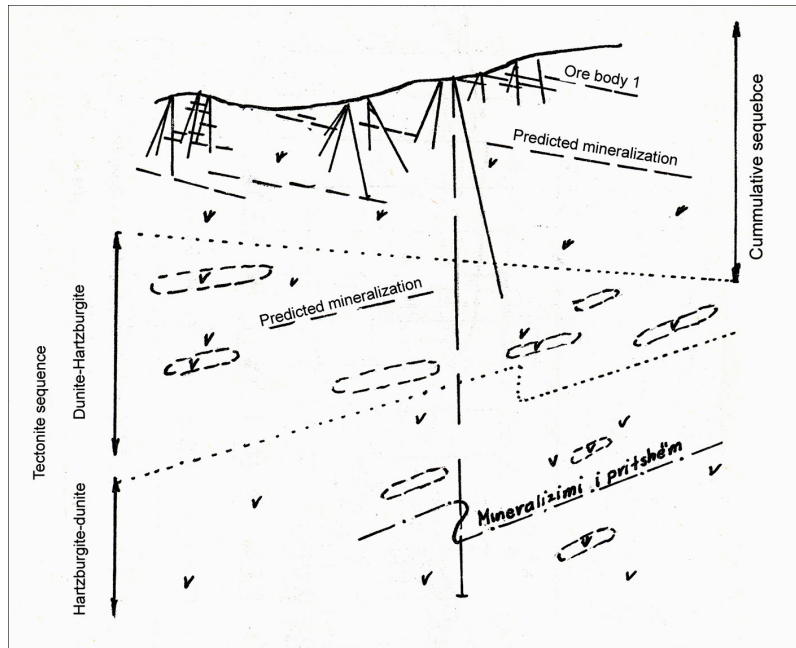 Ore body 1
Predicted mineralization
Cummulative sequebce
Predicted mineralization
Dunite-Hartzburgite
Tectonite sequence
Mineralizimi i pritshëm
Hartzburgite-dunite